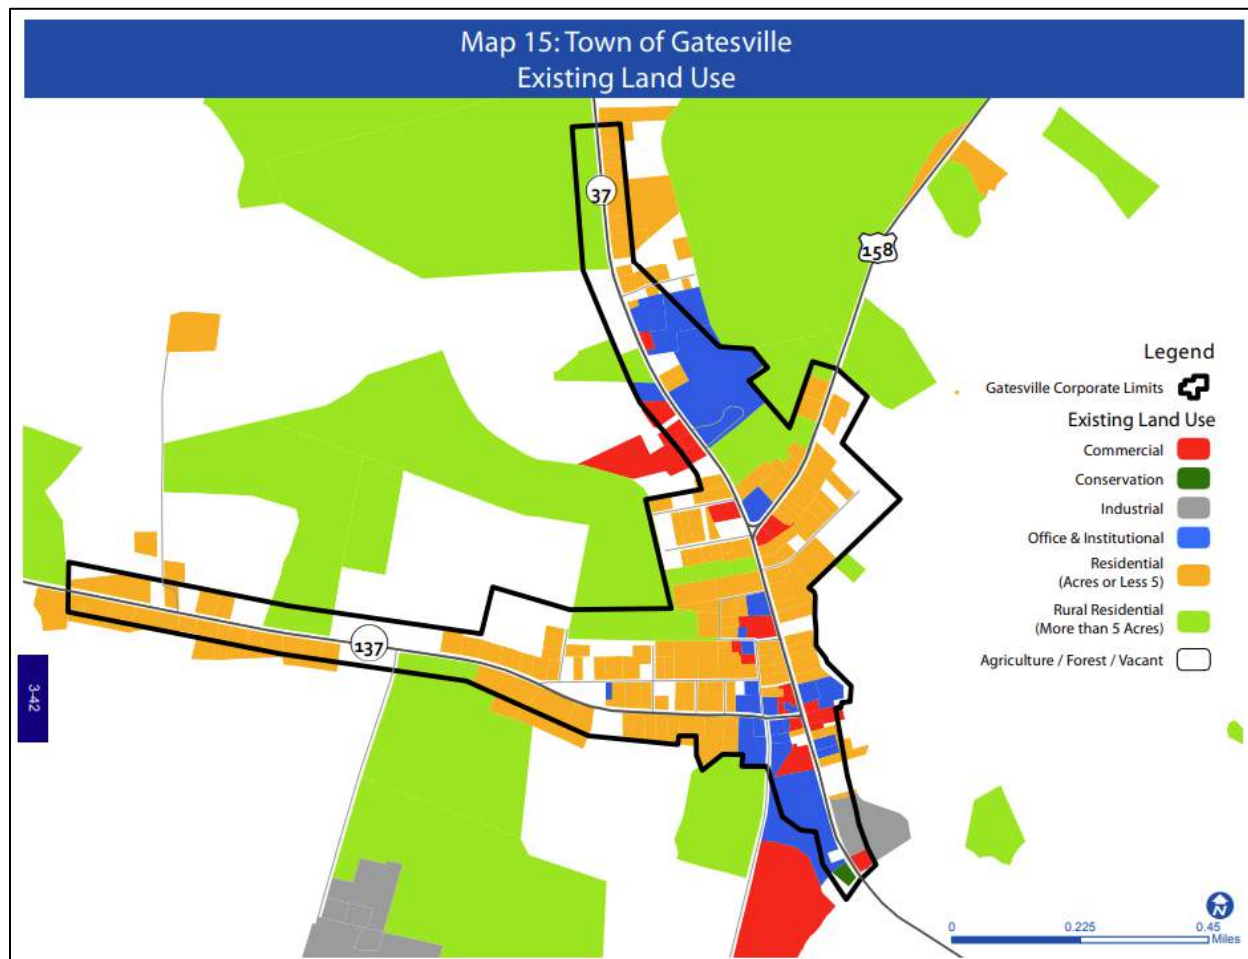 Map 15: Town of Gatesville
Existing Land Use
37
158
Legend
Gatesville Corporate Limits
Existing Land Use
Commercial
Conservation
Industrial
Office & Institutional
Residential
(Acres or Less 5)
Rural Residential
(More than 5 Acres)
Agriculture / Forest / Vacant
137
3-42
N
0 0.225 0.45
Miles